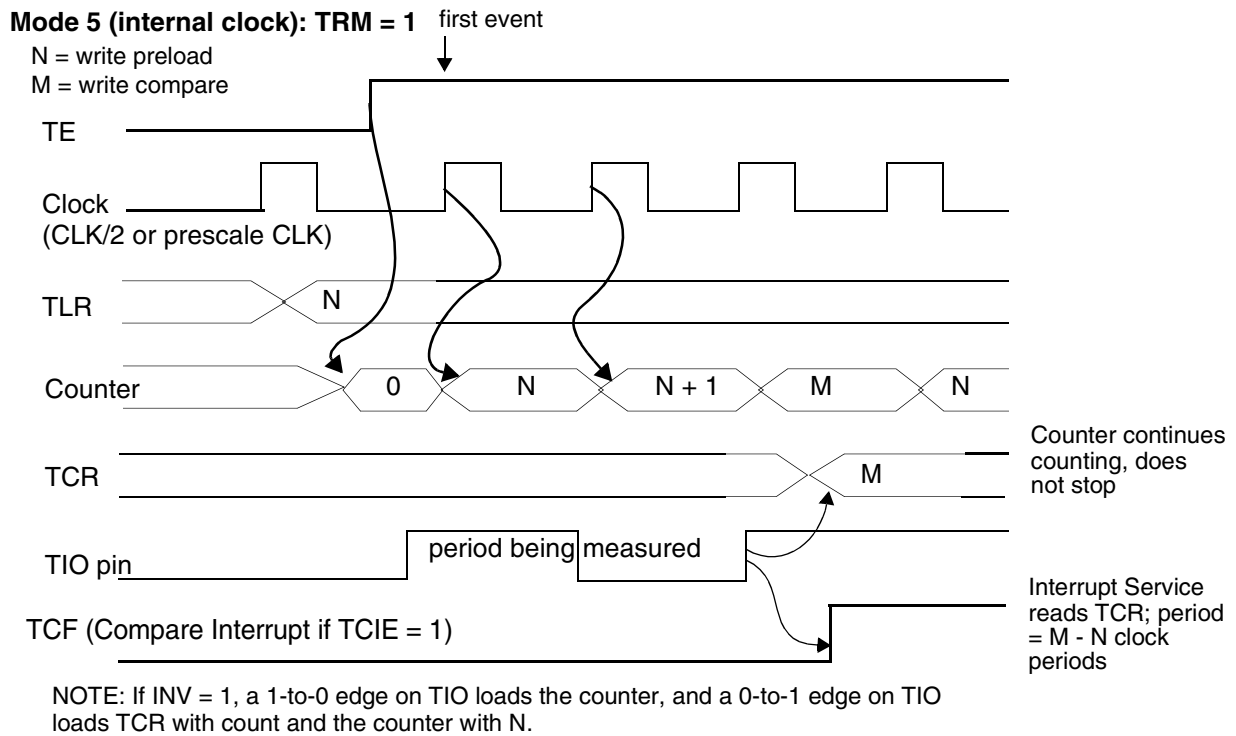 Mode 5 (internal clock): TRM = 1
first event
N = write preload
M = write compare
TE
Clock
(CLK/2 or prescale CLK)
TLR
N
Counter
0
N
N + 1
M
N
TCR
M
Counter continues
counting, does
not stop
TIO pin
period being measured
TCF (Compare Interrupt if TCIE = 1)
Interrupt Service
reads TCR; period
= M - N clock
periods
NOTE: If INV = 1, a 1-to-0 edge on TIO loads the counter, and a 0-to-1 edge on TIO
loads TCR with count and the counter with N.